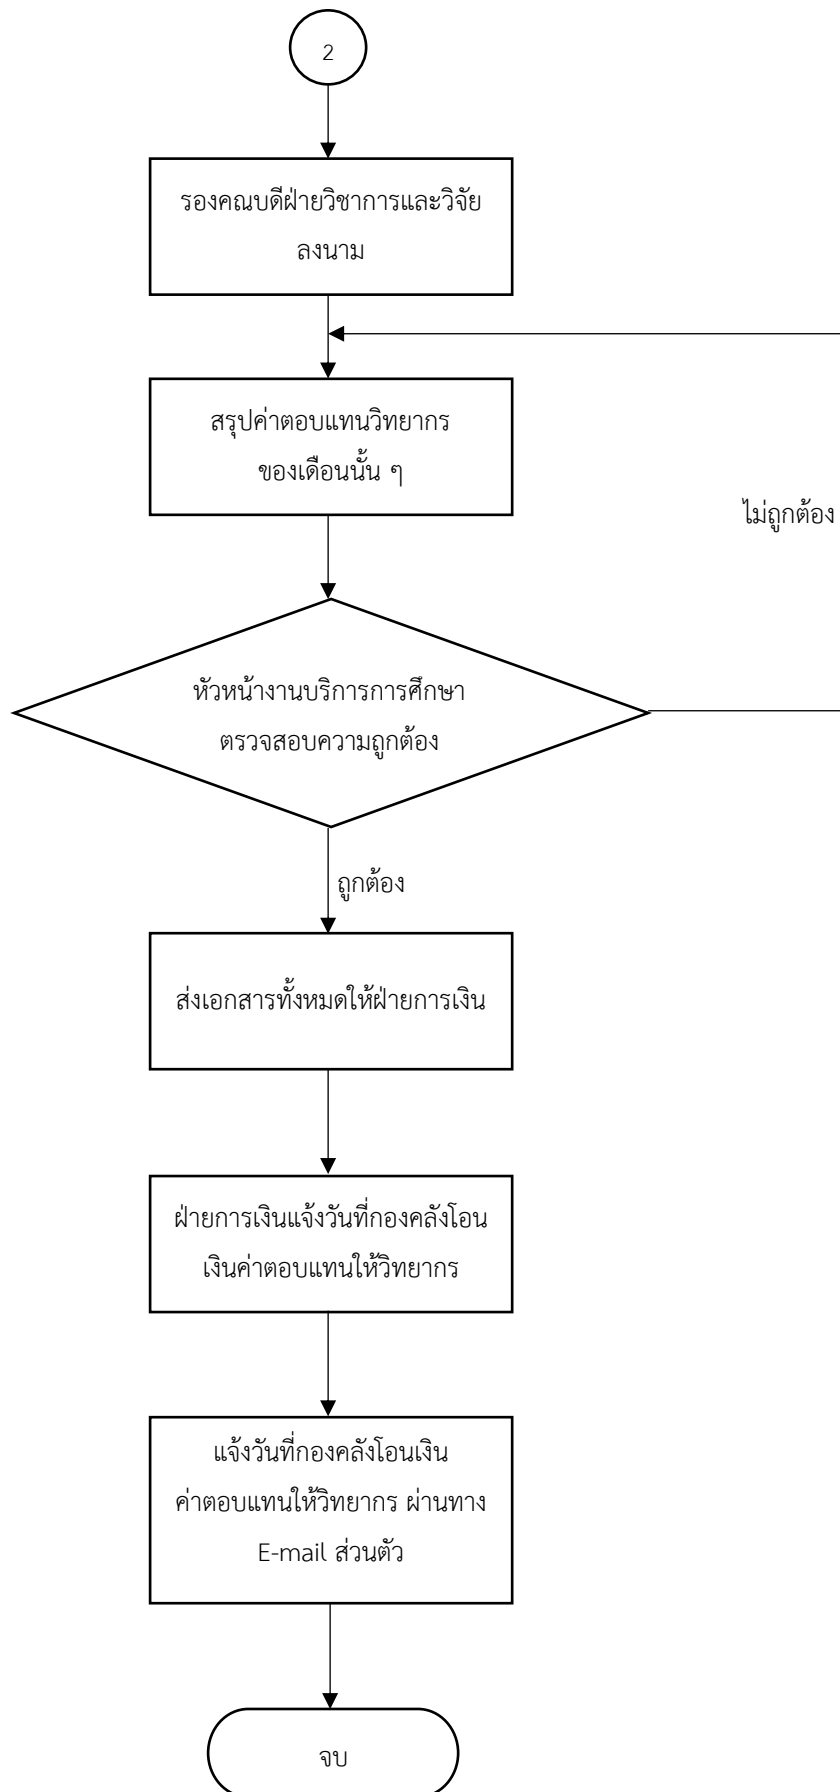 2
รองคณบดีฝ่ายวิชาการและวิจัย
ลงนาม
สรุปค่าตอบแทนวิทยากร
ของเดือนนั้น ๆ
ไม่ถูกต้อง
หัวหน้างานบริการการศึกษา
ตรวจสอบความถูกต้อง
ถูกต้อง
ส่งเอกสารทั้งหมดให้ฝ่ายการเงิน
ฝ่ายการเงินแจ้งวันที่กองคลังโอน
เงินค่าตอบแทนให้วิทยากร
แจ้งวันที่กองคลังโอนเงิน
ค่าตอบแทนให้วิทยากร ผ่านทาง
E-mail ส่วนตัว
จบ